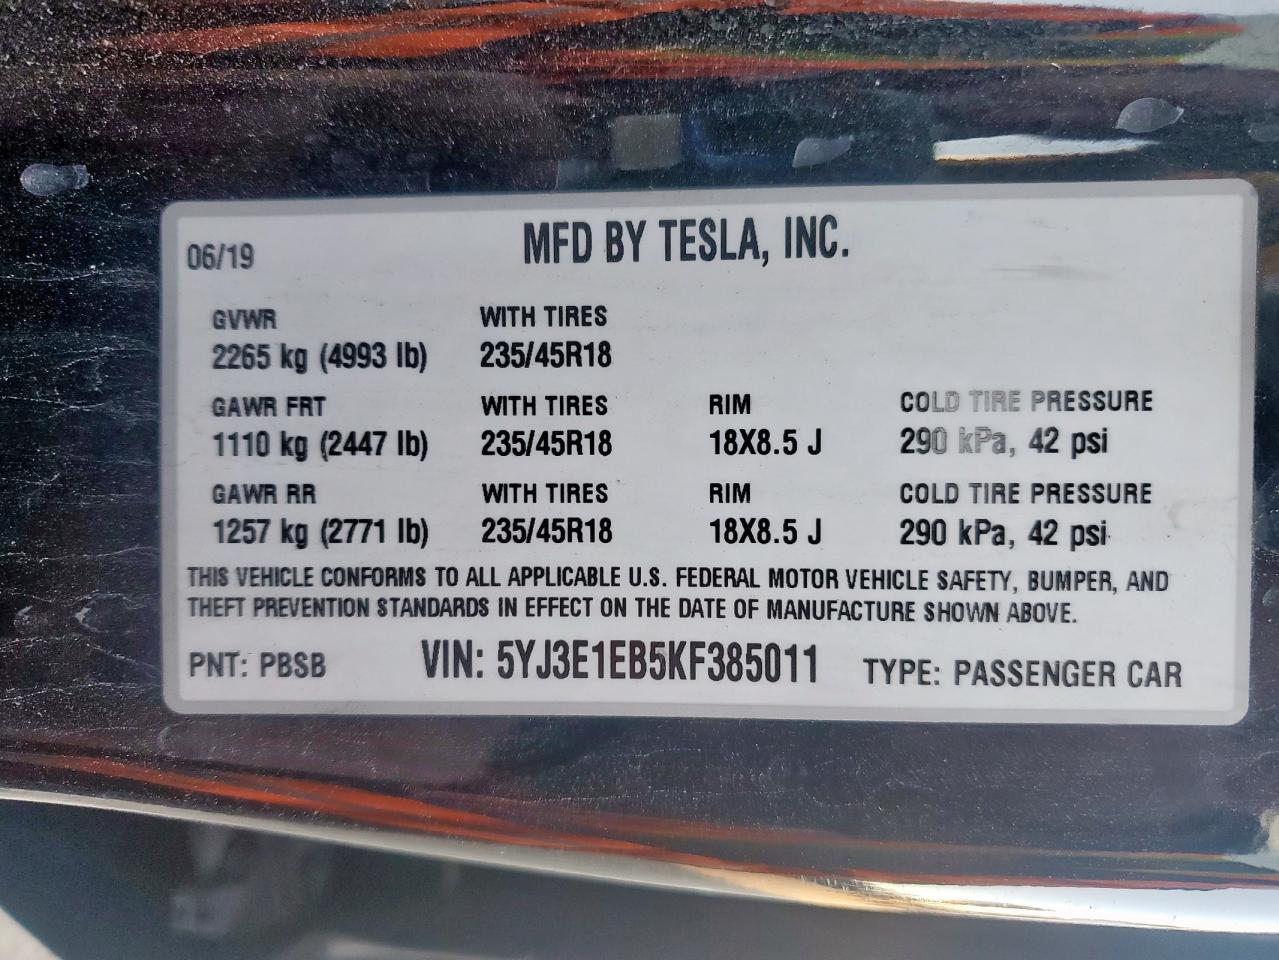 06/19 MFD BY TESLA, INC.
GVWR WITH TIRES
2265 kg (4993 lb) 235/45R18
GAWR FRT WITH TIRES RIM COLD TIRE PRESSURE
1110 kg (2447 lb) 235/45R18 18X8.5 J 290 kPa, 42 psi
GAWR RR WITH TIRES RIM COLD TIRE PRESSURE
1257 kg (2771 lb) 235/45R18 18X8.5 J 290 kPa, 42 psi
THIS VEHICLE CONFORMS TO ALL APPLICABLE U.S. FEDERAL MOTOR VEHICLE SAFETY, BUMPER, AND
THEFT PREVENTION STANDARDS IN EFFECT ON THE DATE OF MANUFACTURE SHOWN ABOVE.
PNT: PBSB VIN: 5YJ3E1EB5KF385011 TYPE: PASSENGER CAR